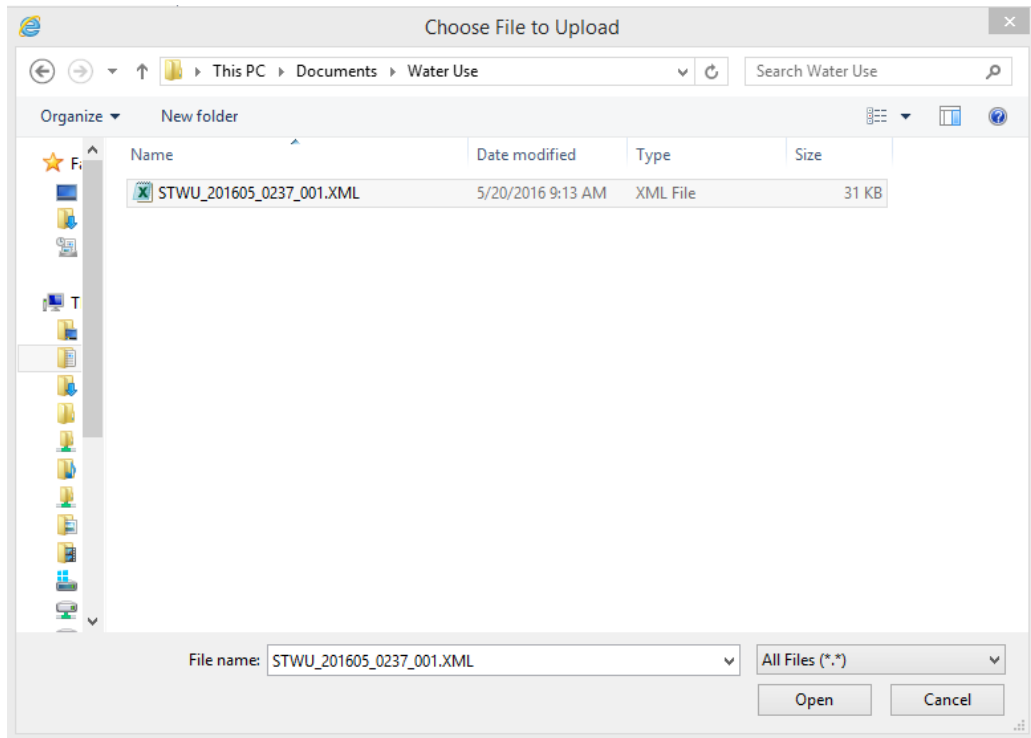 Choose File to Upload
This PC Documents Water Use Search Water Use
Organize New folder
Name Date modified Type Size
STWU_201605_0237_001.XML 5/20/2016 9:13 AM XML File 31 KB
File name: STWU_201605_0237_001.XML All Files (*.*)
Open Cancel